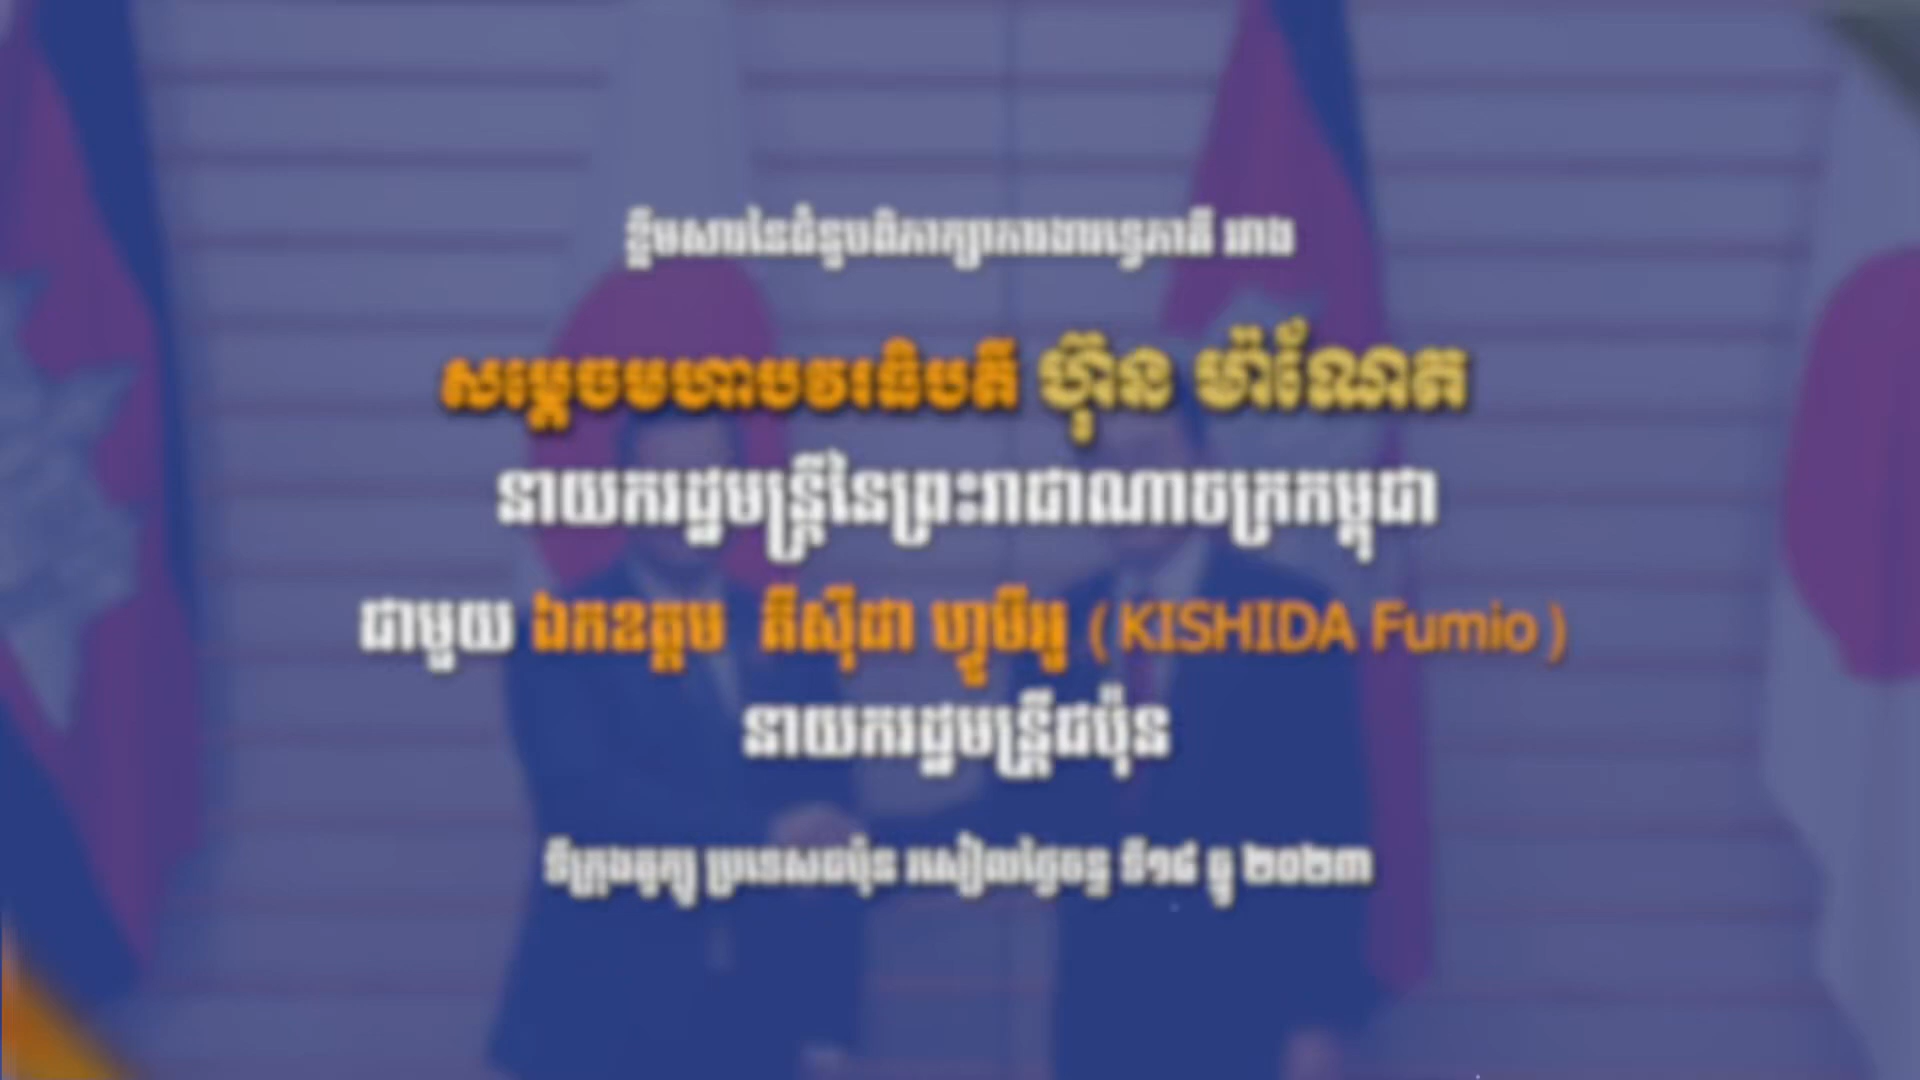 ខ្លឹមសារនៃជំនួបពិភាក្សាការងារទ្វេភាគី រវាង
សម្តេចមហាបវរធិបតី ហ៊ុន ម៉ាណែត
នាយករដ្ឋមន្ត្រីនៃព្រះរាជាណាចក្រកម្ពុជា
ជាមួយ ឯកឧត្តម គីស៊ីដា ហ្វូមីអូ (KISHIDA Fumio)
នាយករដ្ឋមន្ត្រីជប៉ុន
ទីក្រុងតូក្យូ ប្រទេសជប៉ុន រសៀលថ្ងៃចន្ទ ទី១៨ ធ្នូ ២០២៣